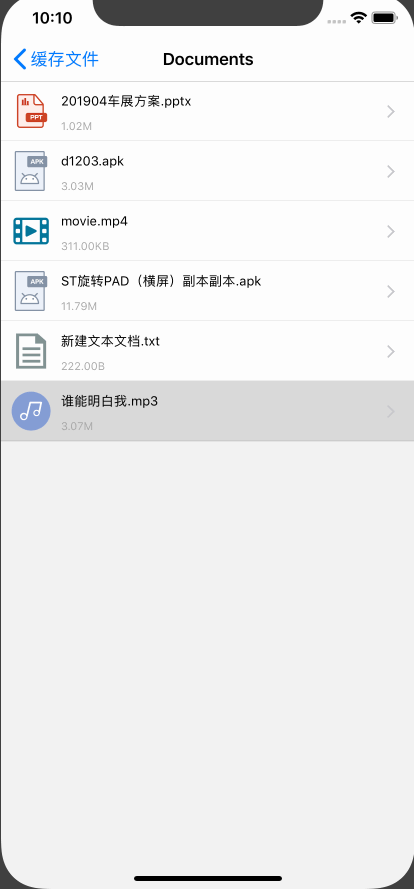 10:10
缓存文件
Documents
PPT
201904车展方案.pptx
1.02M
APK
d1203.apk
3.03M
movie.mp4
311.00KB
APK
ST旋转PAD（横屏）副本副本.apk
11.79M
新建文本文档.txt
222.00B
谁能明白我.mp3
3.07M